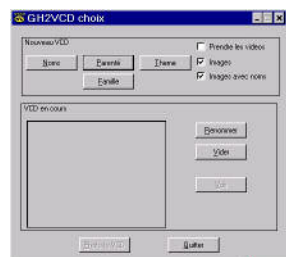 GH2VCD choix
Nouveau VCD
Prendre les videos
Noms Parenté Theme Images
Famille Images avec noms
VCD en cours
Renommer
Vider
Voir
Quitter